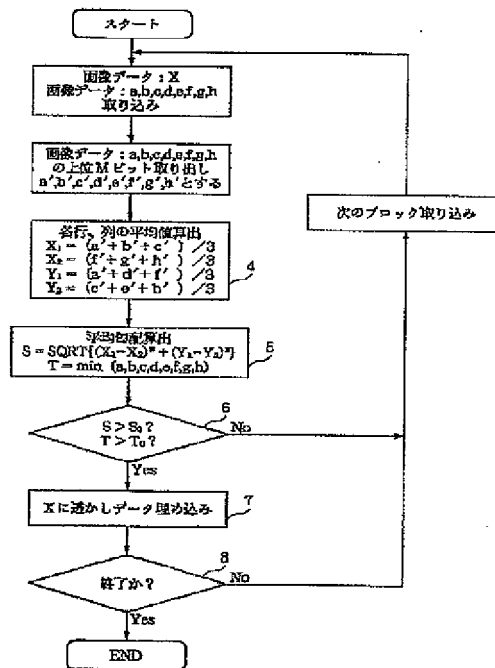 スタート
画像データ：X
画像データ：a,b,c,d,e,f,g,h
取り込み
画像データ：a,b,c,d,e,f,g,h
の上位Mビット取り出し
a',b',c',d',e',f',g',h'とする
次のブロック取り込み
各行、列の平均値算出
X₁=(a'+b'+c')/3
X₂=(f'+g'+h')/3
Y₁=(a'+d'+f')/3
Y₂=(c'+e'+h')/3
4
平均勾配算出
S=SQRT{(X₁-X₂)²+(Y₁-Y₂)²}
T=min (a,b,c,d,e,f,g,h)
5
S>S₀?
T>T₀?
6
No
Yes
Xに透かしデータ埋め込み
7
終了か？
8
No
Yes
END